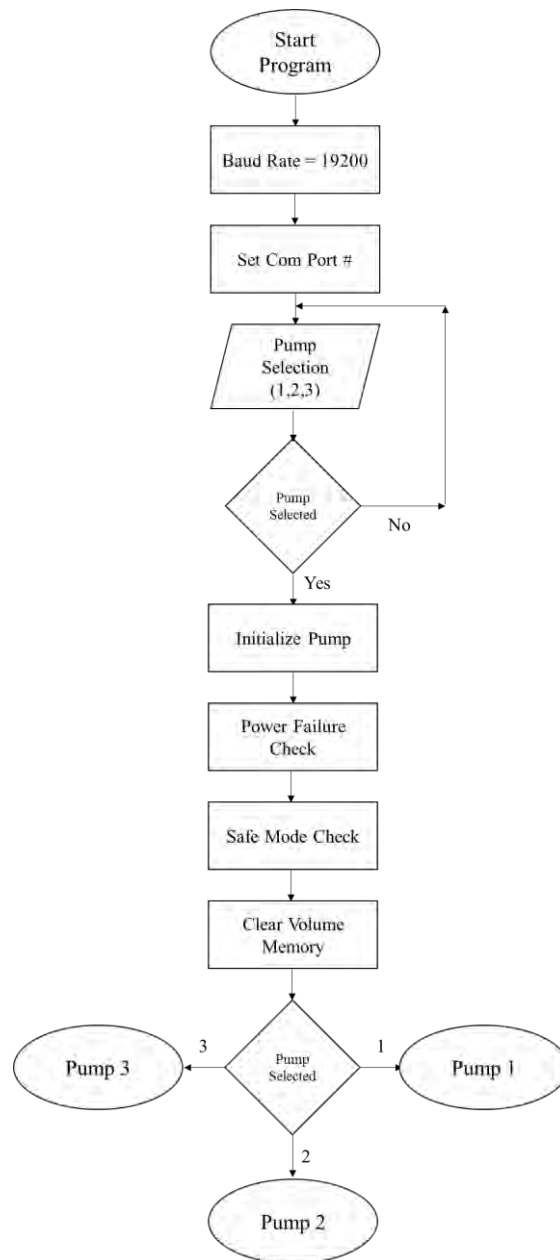 Start
Program
Baud Rate = 19200
Set Com Port #
Pump
Selection
(1,2,3)
Pump
Selected
No
Yes
Initialize Pump
Power Failure
Check
Safe Mode Check
Clear Volume
Memory
Pump 3
3
Pump
Selected
1
Pump 1
2
Pump 2